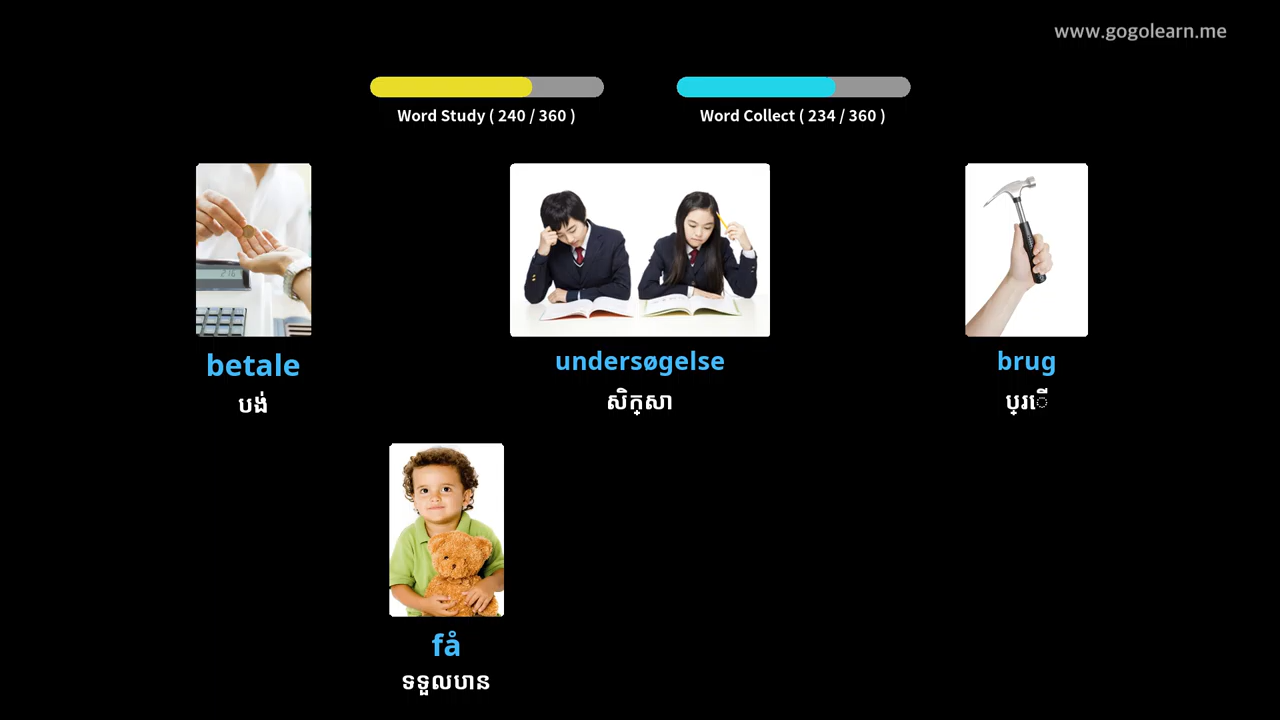 www.gogolearn.me
Word Study ( 240 / 360 )
Word Collect ( 234 / 360 )
betale
បង់
undersøgelse
សិក្សា
brug
ប្រើ
få
ទទួលបាន